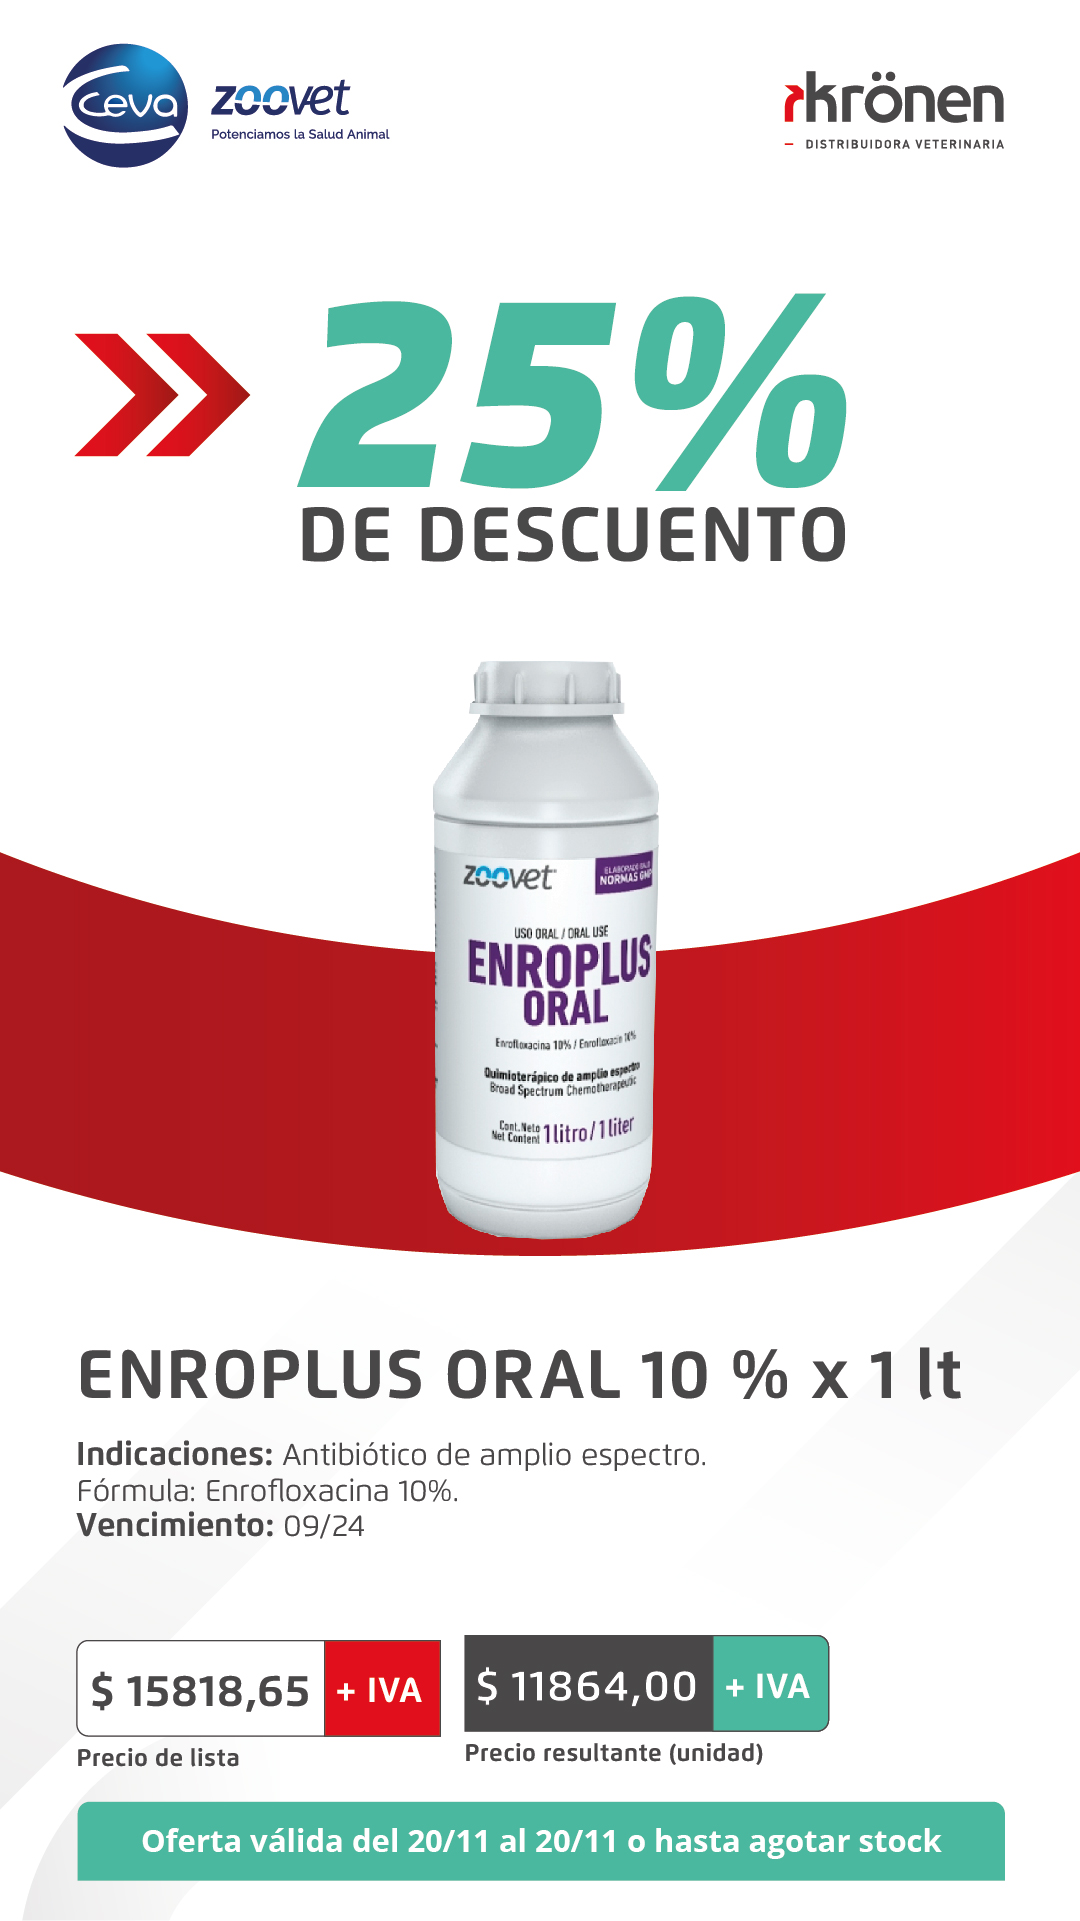 Ceva
zoovet
Potenciamos la Salud Animal
krönen
DISTRIBUIDORA VETERINARIA
25%
DE DESCUENTO
zoovet
ELABORADO BAJO
NORMAS GMP
USO ORAL / ORAL USE
ENROPLUS
ORAL
Enrofloxacina 10% / Enrofloxacin 10%
Quimioterápico de amplio espectro
Broad Spectrum Chemotherapeutic
Cont.Neto
Net Content 1 litro / 1 liter
ENROPLUS ORAL 10 % x 1 lt
Indicaciones: Antibiótico de amplio espectro.
Fórmula: Enrofloxacina 10%.
Vencimiento: 09/24
$ 15818,65 + IVA
Precio de lista
$ 11864,00 + IVA
Precio resultante (unidad)
Oferta válida del 20/11 al 20/11 o hasta agotar stock